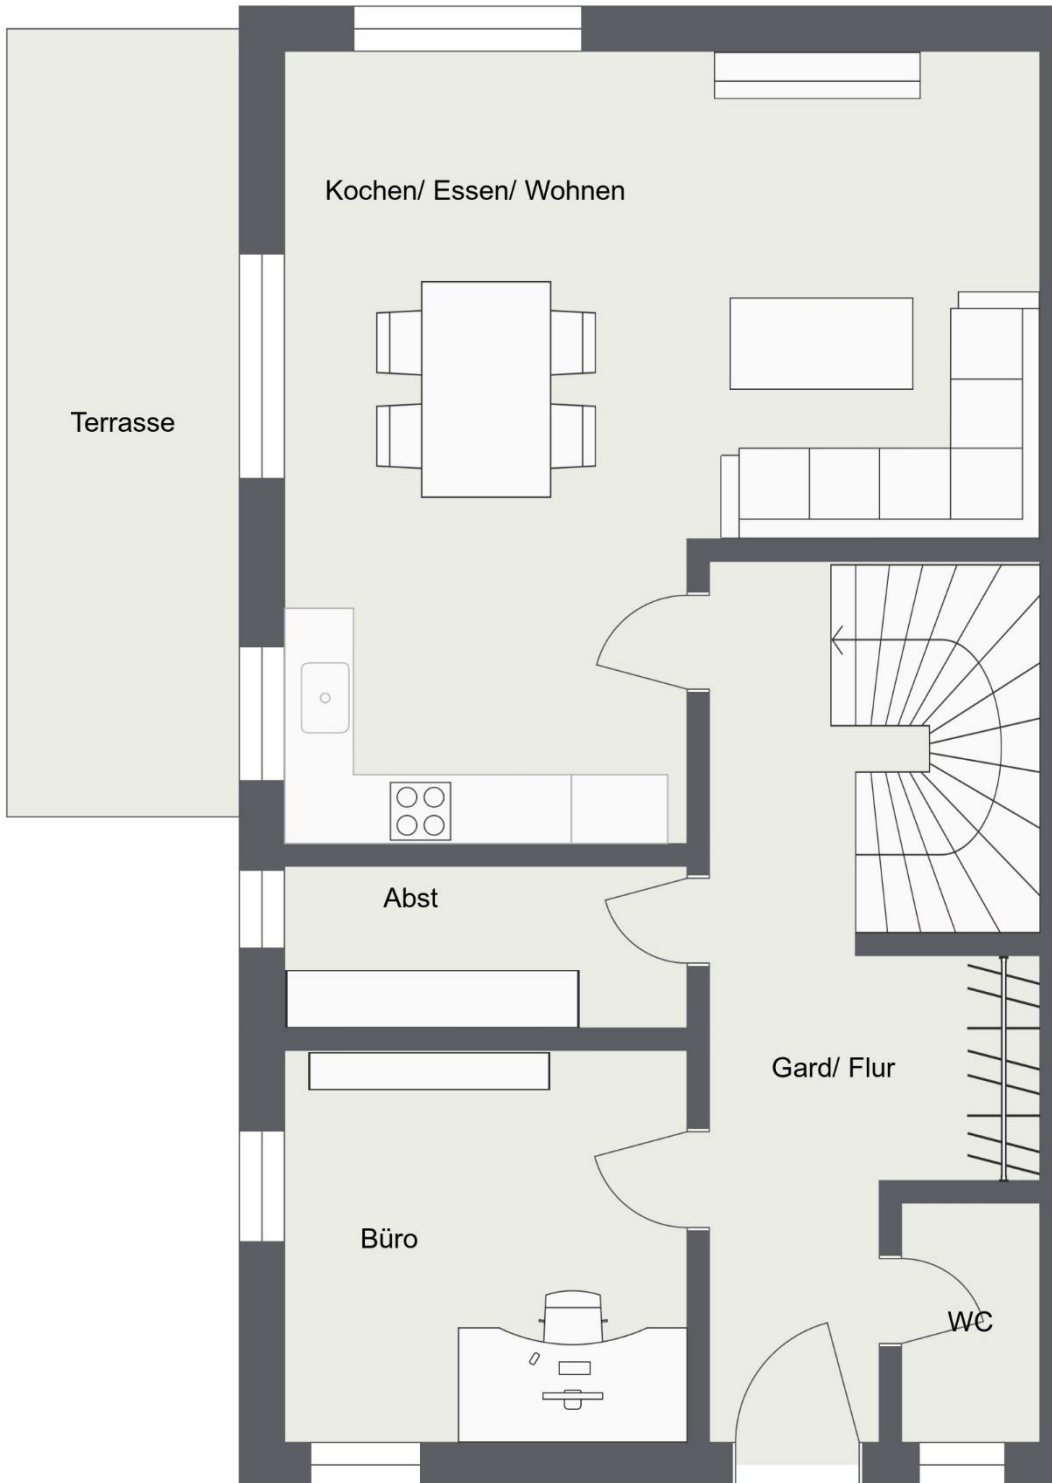 Kochen/ Essen/ Wohnen
Terrasse
Abst
Gard/ Flur
Büro
WC